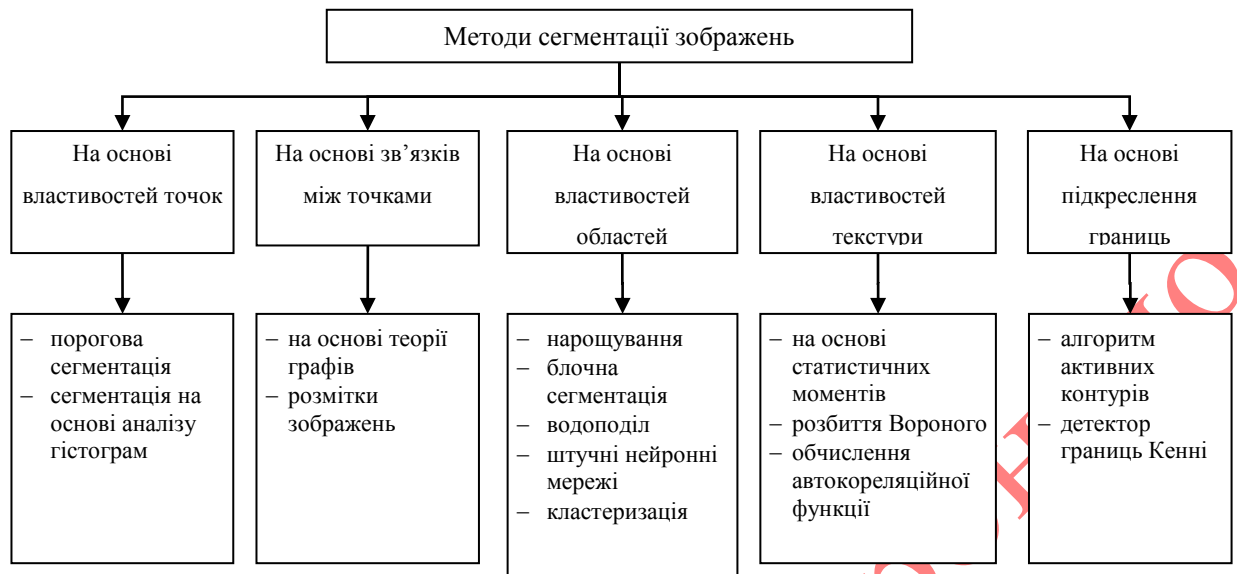 Методи сегментації зображень
На основі
властивостей точок
На основі зв’язків
між точками
На основі
властивостей
областей
На основі
властивостей
текстури
На основі
підкреслення
границь
– порогова
сегментація
– сегментація на
основі аналізу
гістограм
– на основі теорії
графів
– розмітки
зображень
– нарощування
– блочна
сегментація
– водоподіл
– штучні нейронні
мережі
– кластеризація
– на основі
статистичних
моментів
– розбиття Вороного
– обчислення
автокореляційної
функції
– алгоритм
активних
контурів
– детектор
границь Кенні